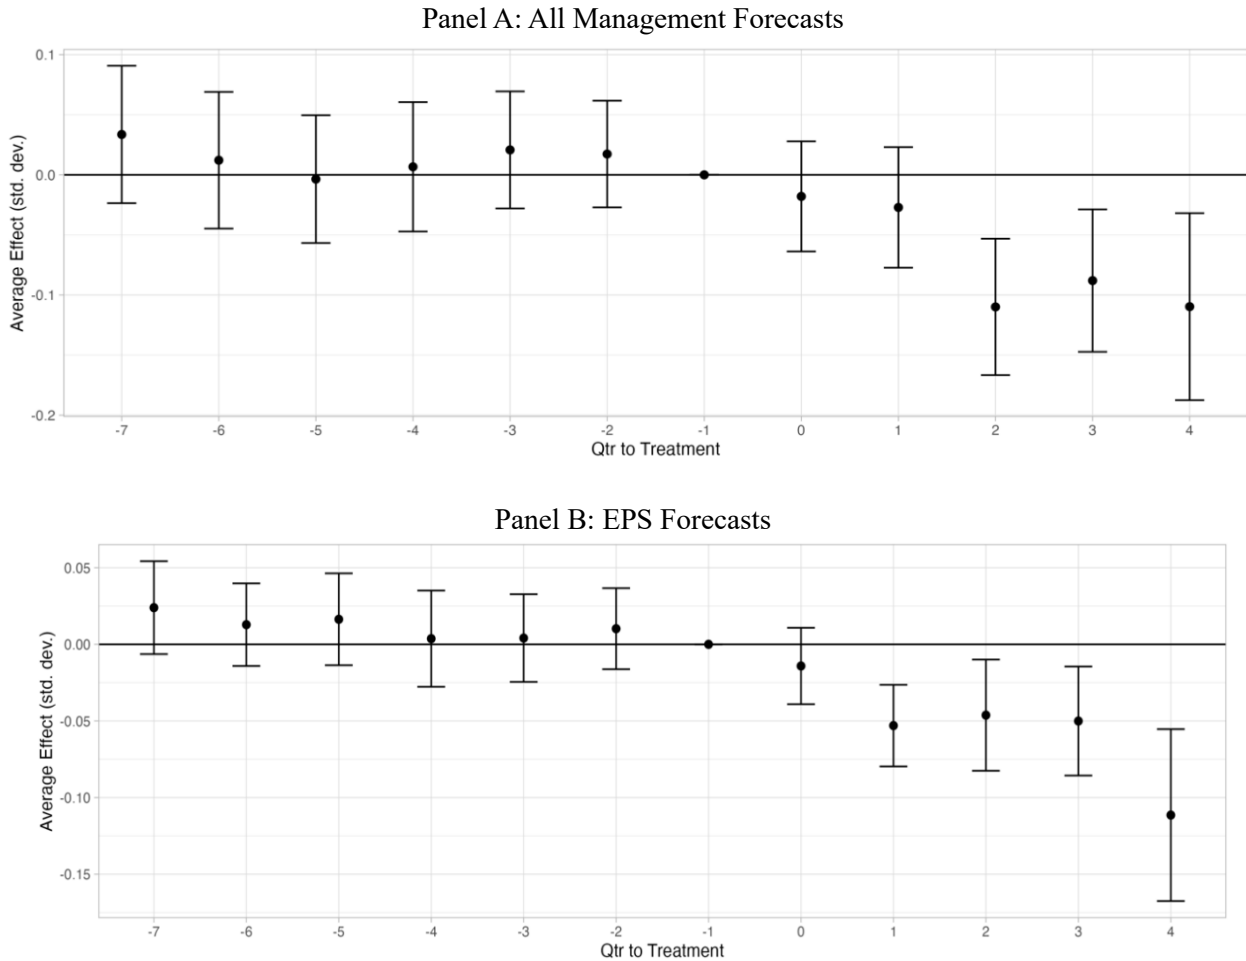 Panel A: All Management Forecasts
0.1
0.0
-0.1
-0.2
Average Effect (std. dev.)
-7 -6 -5 -4 -3 -2 -1 0 1 2 3 4
Qtr to Treatment
Panel B: EPS Forecasts
0.05
0.00
-0.05
-0.10
-0.15
Average Effect (std. dev.)
-7 -6 -5 -4 -3 -2 -1 0 1 2 3 4
Qtr to Treatment